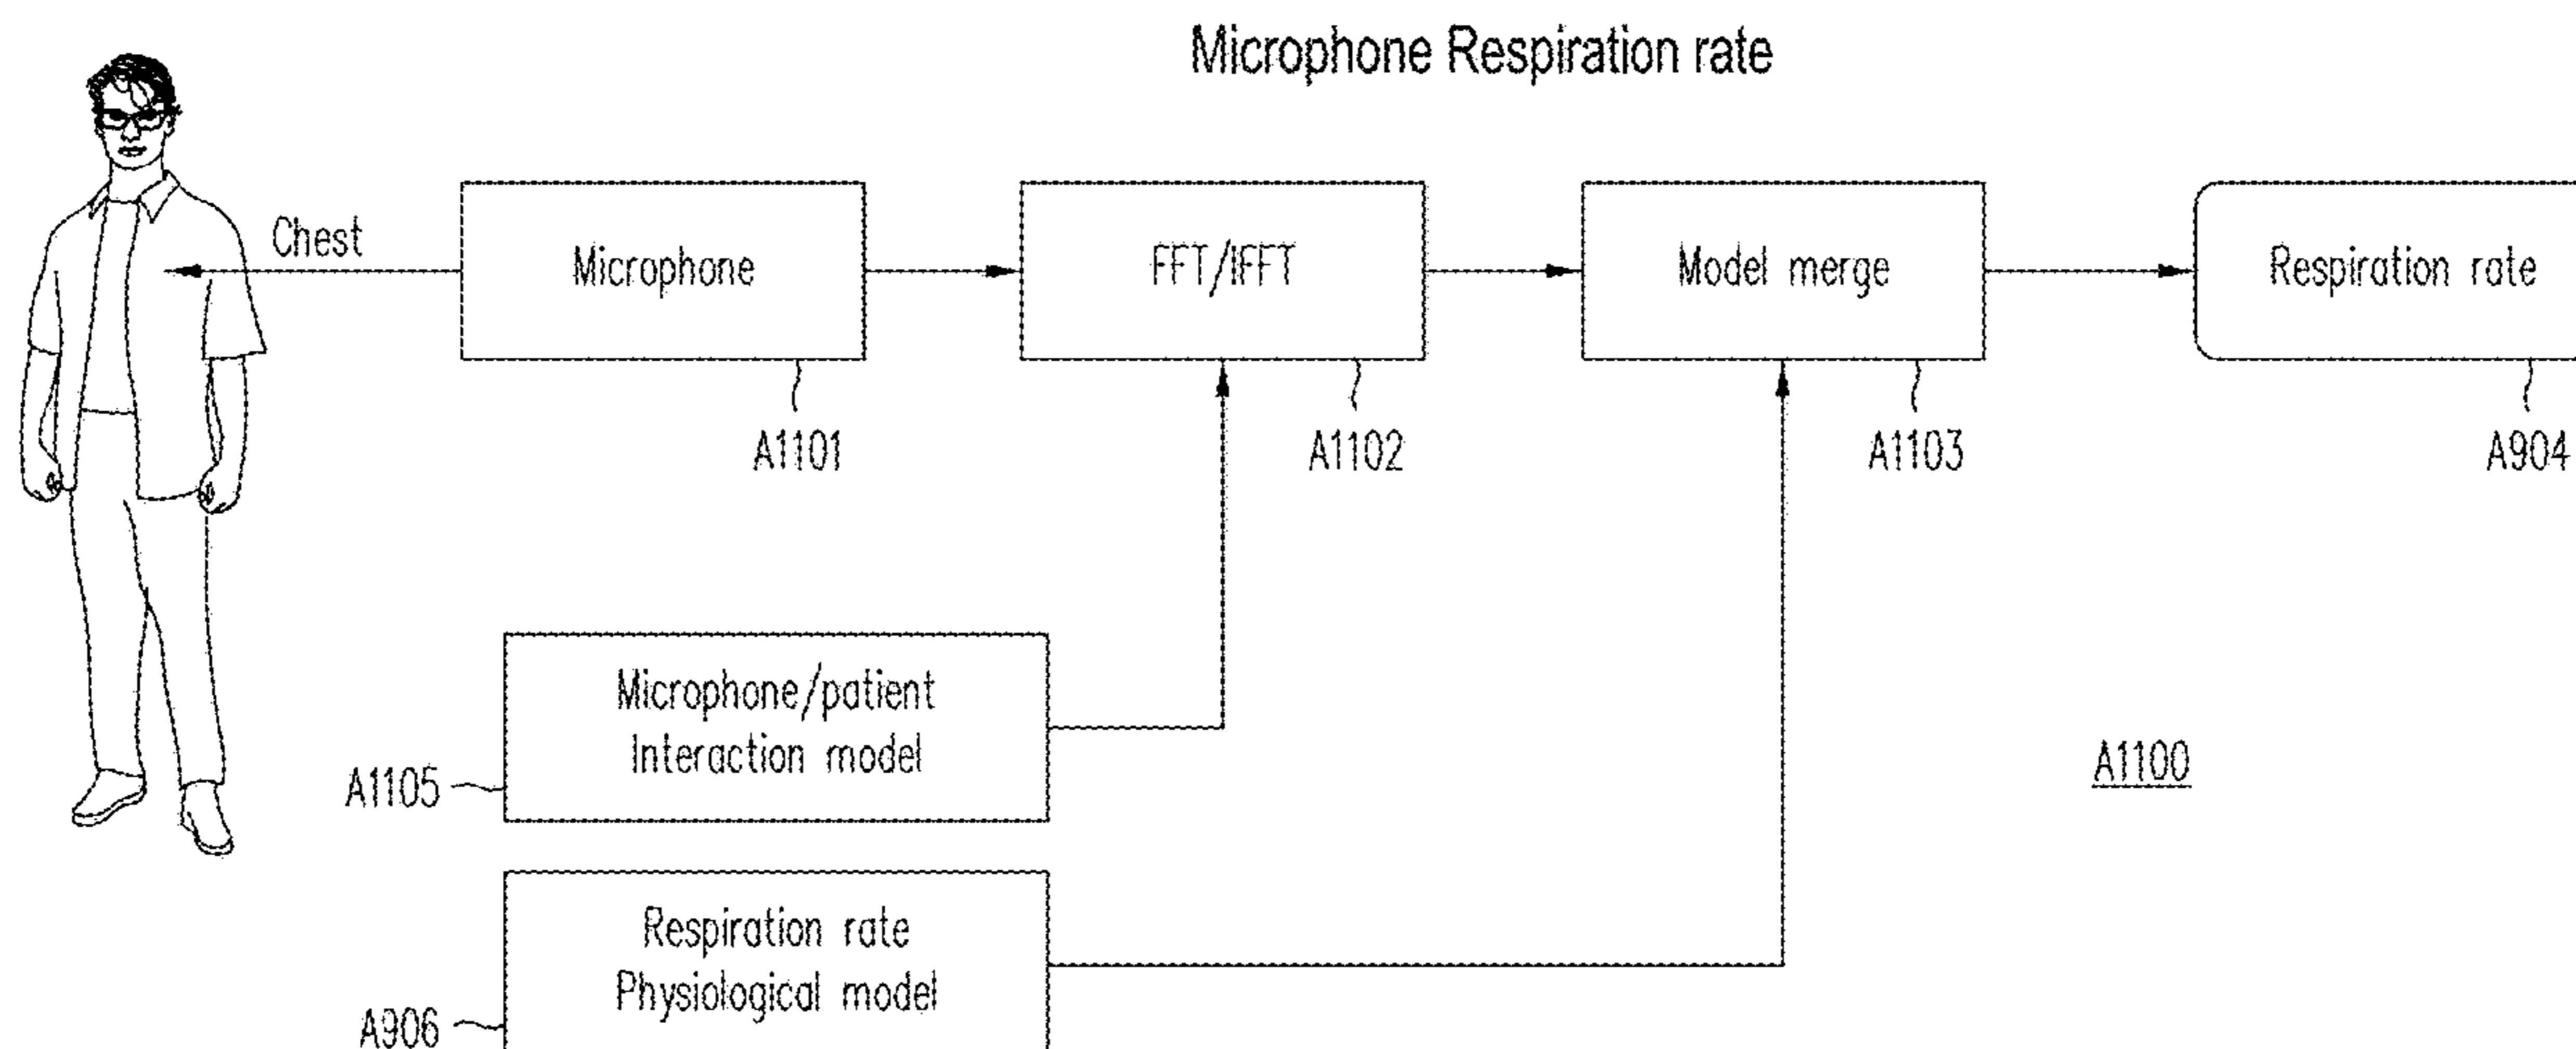 Microphone Respiration rate
Chest
Microphone
FFT/IFFT
Model merge
Respiration rate
A1101
A1102
A1103
A904
Microphone/patient
Interaction model
A1105
A1100
Respiration rate
Physiological model
A906